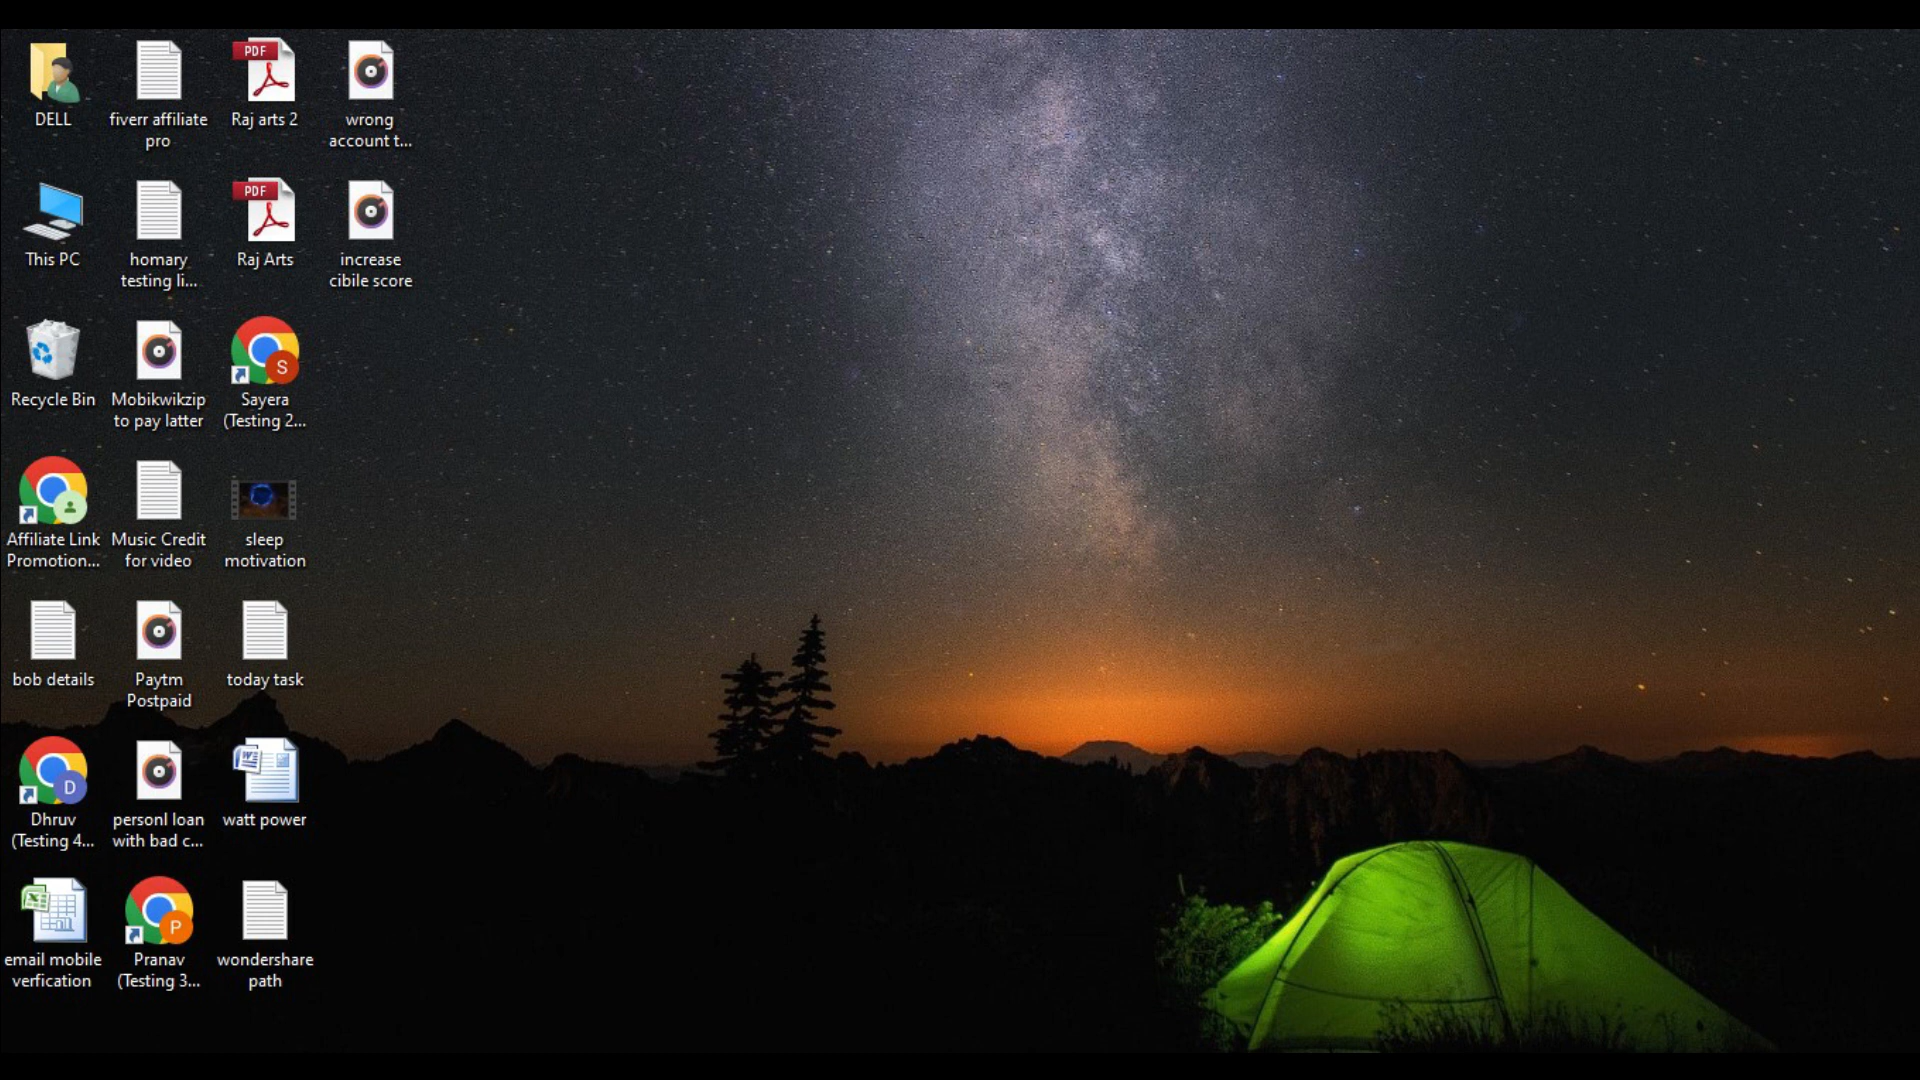 DELL
fiverr affiliate
pro
PDF
Raj arts 2
wrong
account t...
This PC
homary
testing li...
PDF
Raj Arts
increase
cibile score
Recycle Bin
Mobikwikzip
to pay latter
S
Sayera
(Testing 2...
Affiliate Link
Promotion...
Music Credit
for video
sleep
motivation
bob details
Paytm
Postpaid
today task
D
Dhruv
(Testing 4...
personl loan
with bad c...
W
watt power
X
email mobile
verfication
P
Pranav
(Testing 3...
wondershare
path